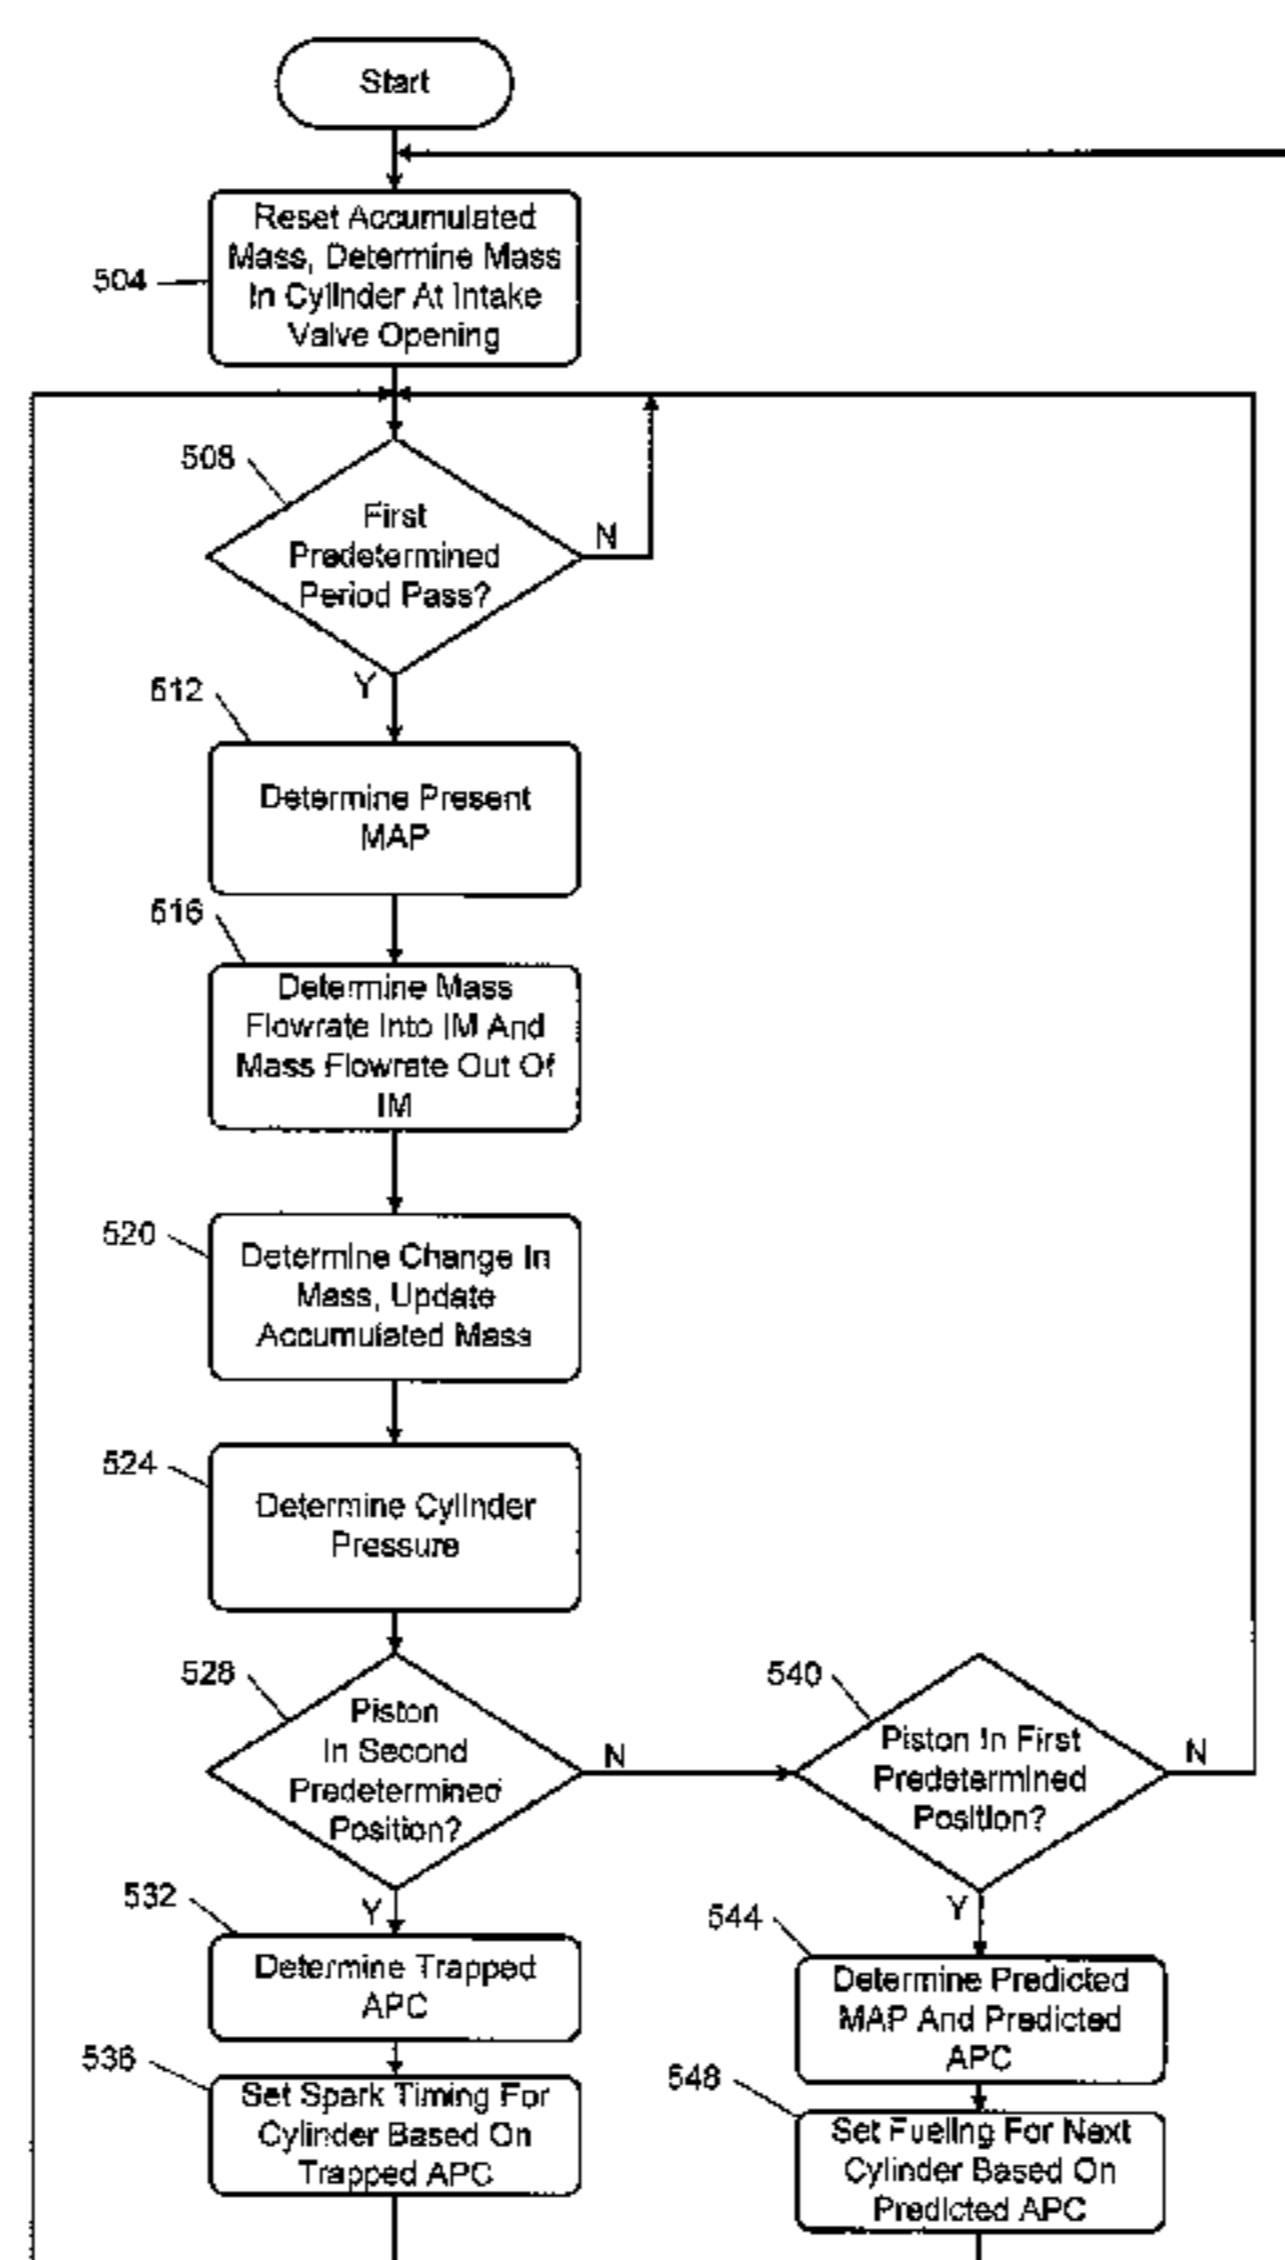 Start
Reset Accumulated
Mass, Determine Mass
In Cylinder At Intake
Valve Opening
504
508
First
Predetermined
Period Pass?
N
Y
512
Determine Present
MAP
516
Determine Mass
Flowrate Into IM And
Mass Flowrate Out Of
IM
520
Determine Change In
Mass, Update
Accumulated Mass
524
Determine Cylinder
Pressure
528
Piston
In Second
Predetermined
Position?
N
Y
540
Piston In First
Predetermined
Position?
N
Y
532
Determine Trapped
APC
536
Set Spark Timing For
Cylinder Based On
Trapped APC
544
Determine Predicted
MAP And Predicted
APC
548
Set Fueling For Next
Cylinder Based On
Predicted APC